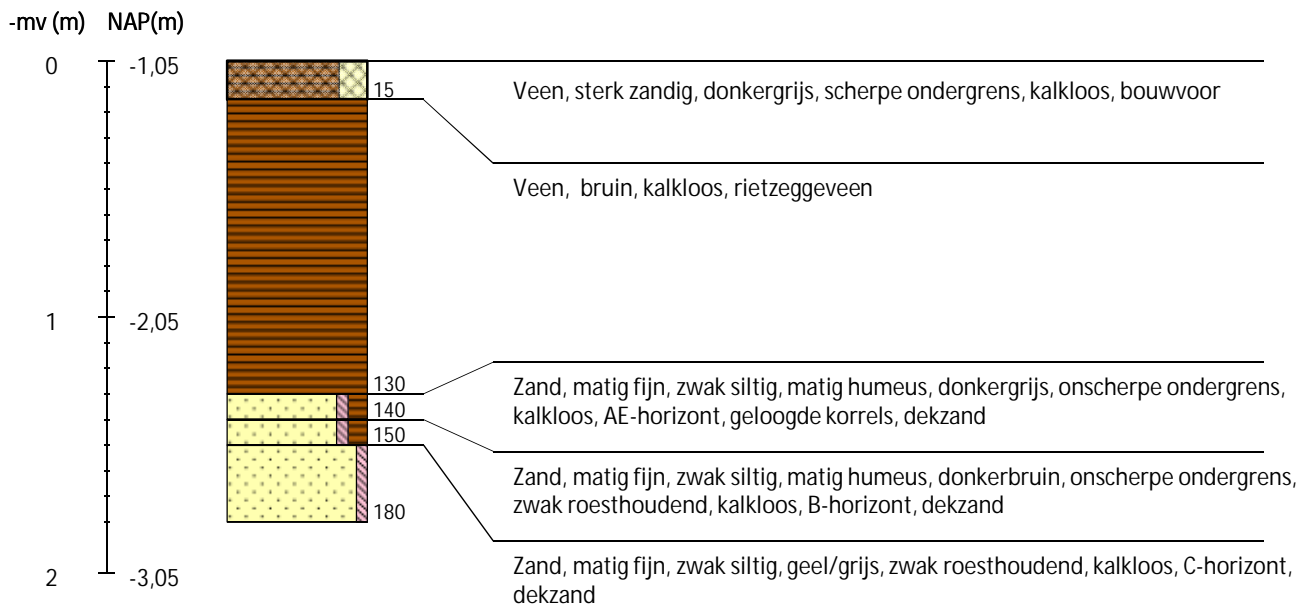 -mv (m) NAP(m)
0 -1,05
15
Veen, sterk zandig, donkergrijs, scherpe ondergrens, kalkloos, bouwvoor
Veen, bruin, kalkloos, rietzeggeveen
1 -2,05
130
Zand, matig fijn, zwak siltig, matig humeus, donkergrijs, onscherpe ondergrens,
kalkloos, AE-horizont, geloogde korrels, dekzand
140
150
Zand, matig fijn, zwak siltig, matig humeus, donkerbruin, onscherpe ondergrens,
zwak roesthoudend, kalkloos, B-horizont, dekzand
180
Zand, matig fijn, zwak siltig, geel/grijs, zwak roesthoudend, kalkloos, C-horizont,
dekzand
2 -3,05